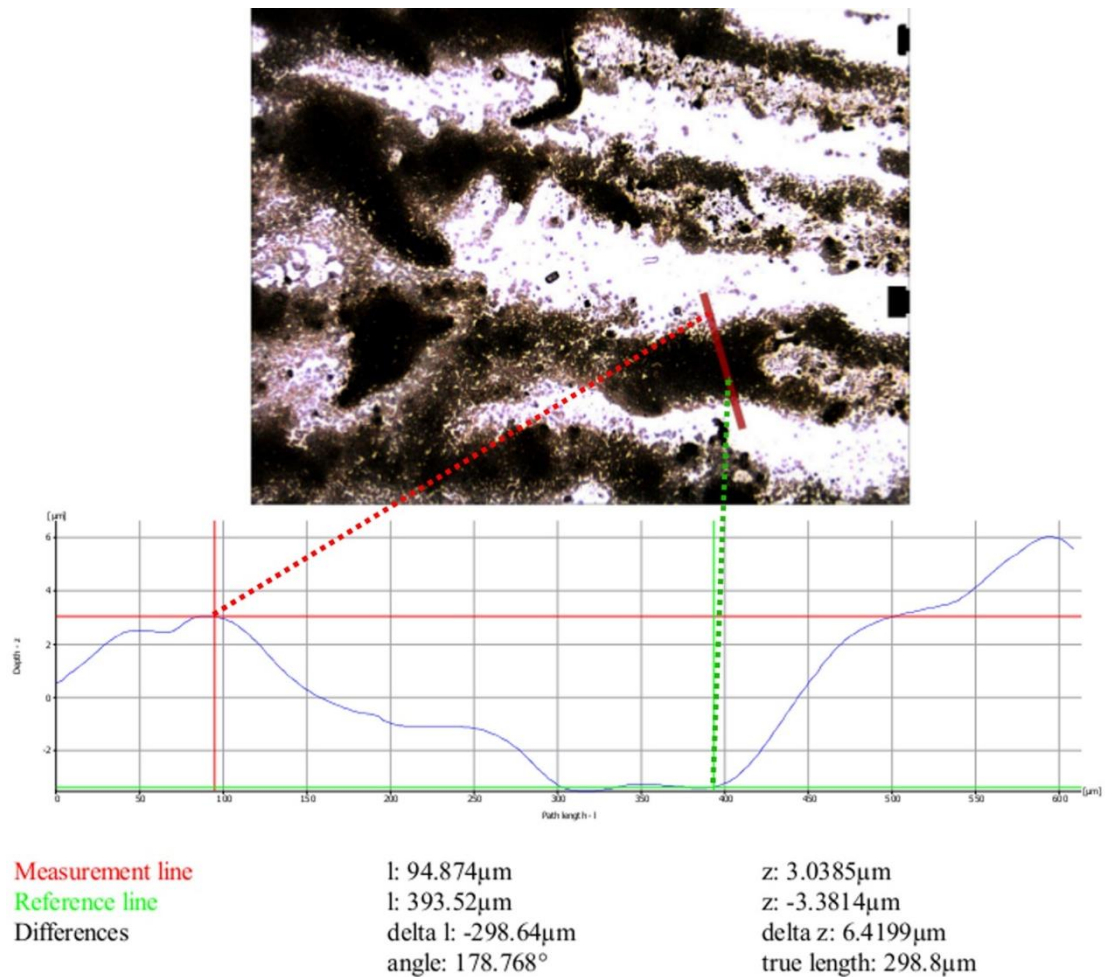 [µm]
6
4
2
0
-2
Depth - z
0 50 100 150 200 250 300 350 400 450 500 550 600 [µm]
Path length - l
Measurement line l: 94.874µm z: 3.0385µm
Reference line l: 393.52µm z: -3.3814µm
Differences delta l: -298.64µm delta z: 6.4199µm
angle: 178.768° true length: 298.8µm